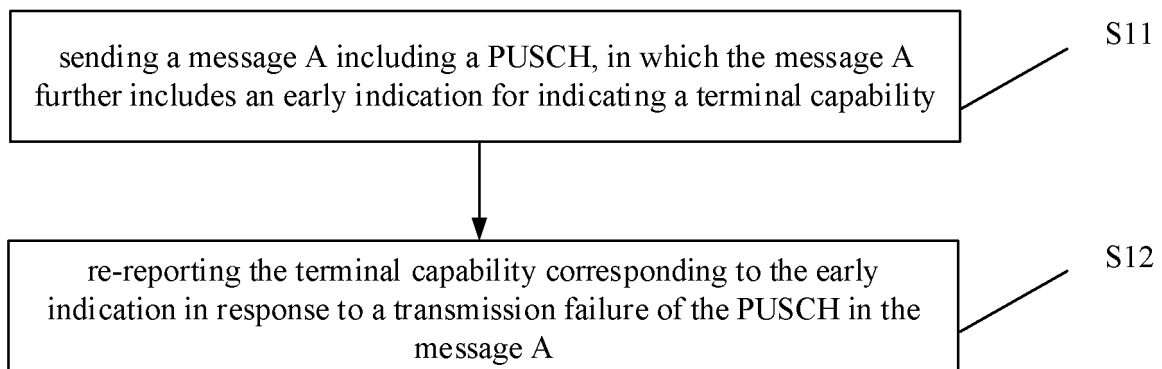 S11
sending a message A including a PUSCH, in which the message A
further includes an early indication for indicating a terminal capability
S12
re-reporting the terminal capability corresponding to the early
indication in response to a transmission failure of the PUSCH in the
message A